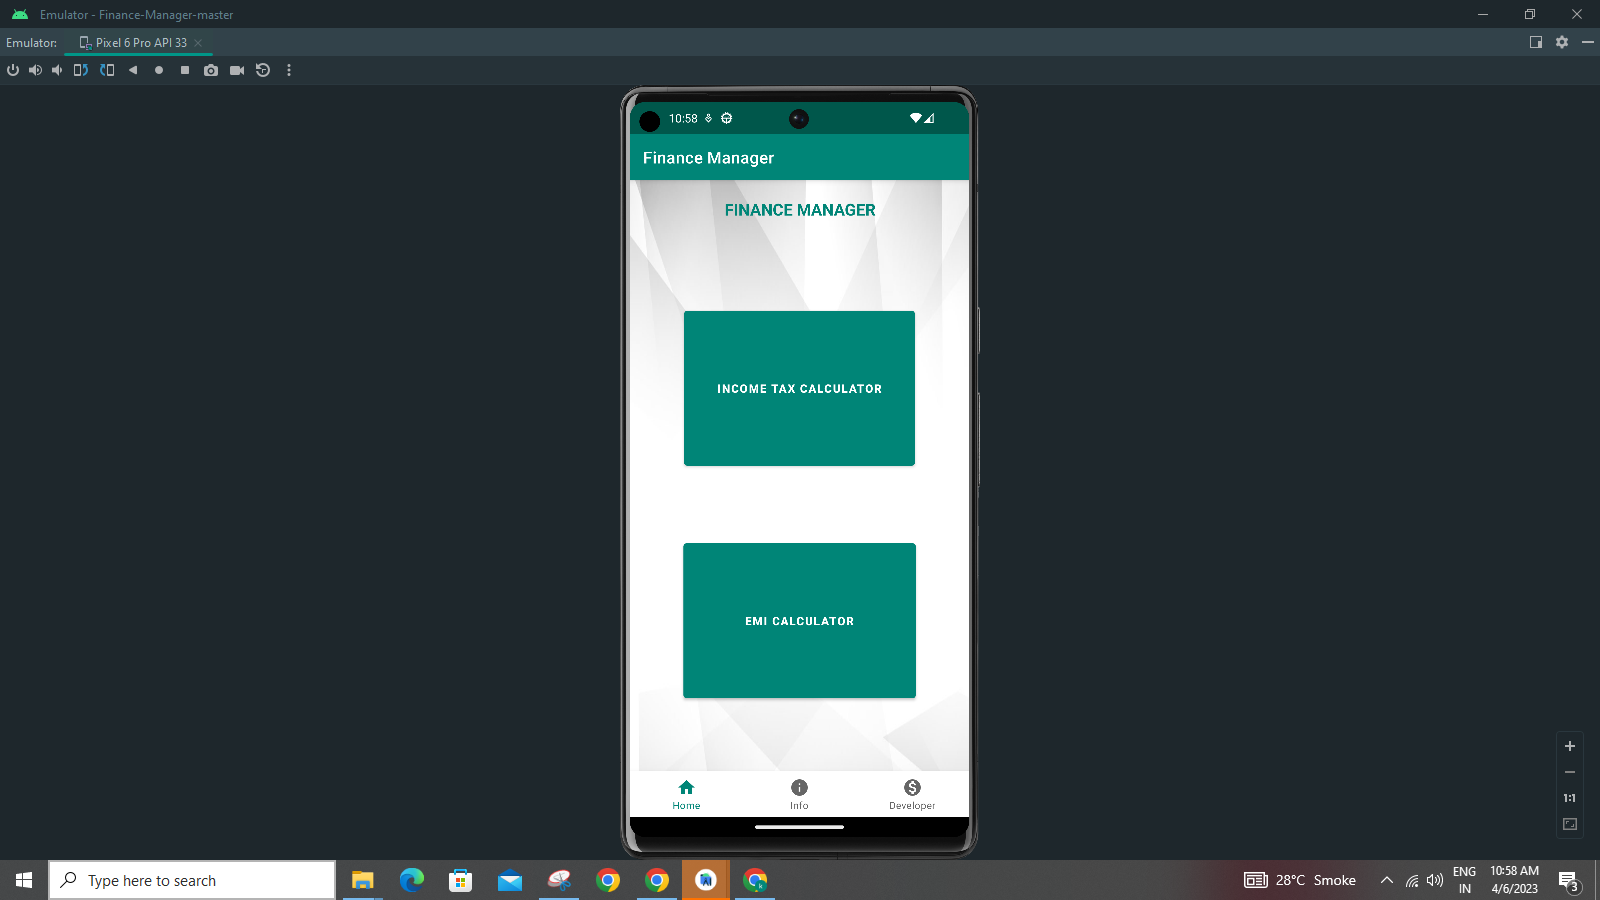 Emulator - Finance-Manager-master
Emulator:
Pixel 6 Pro API 33
10:58
Finance Manager
FINANCE MANAGER
INCOME TAX CALCULATOR
EMI CALCULATOR
Home
Info
Developer
1:1
Type here to search
28°C Smoke
ENG
IN
10:58 AM
4/6/2023
3